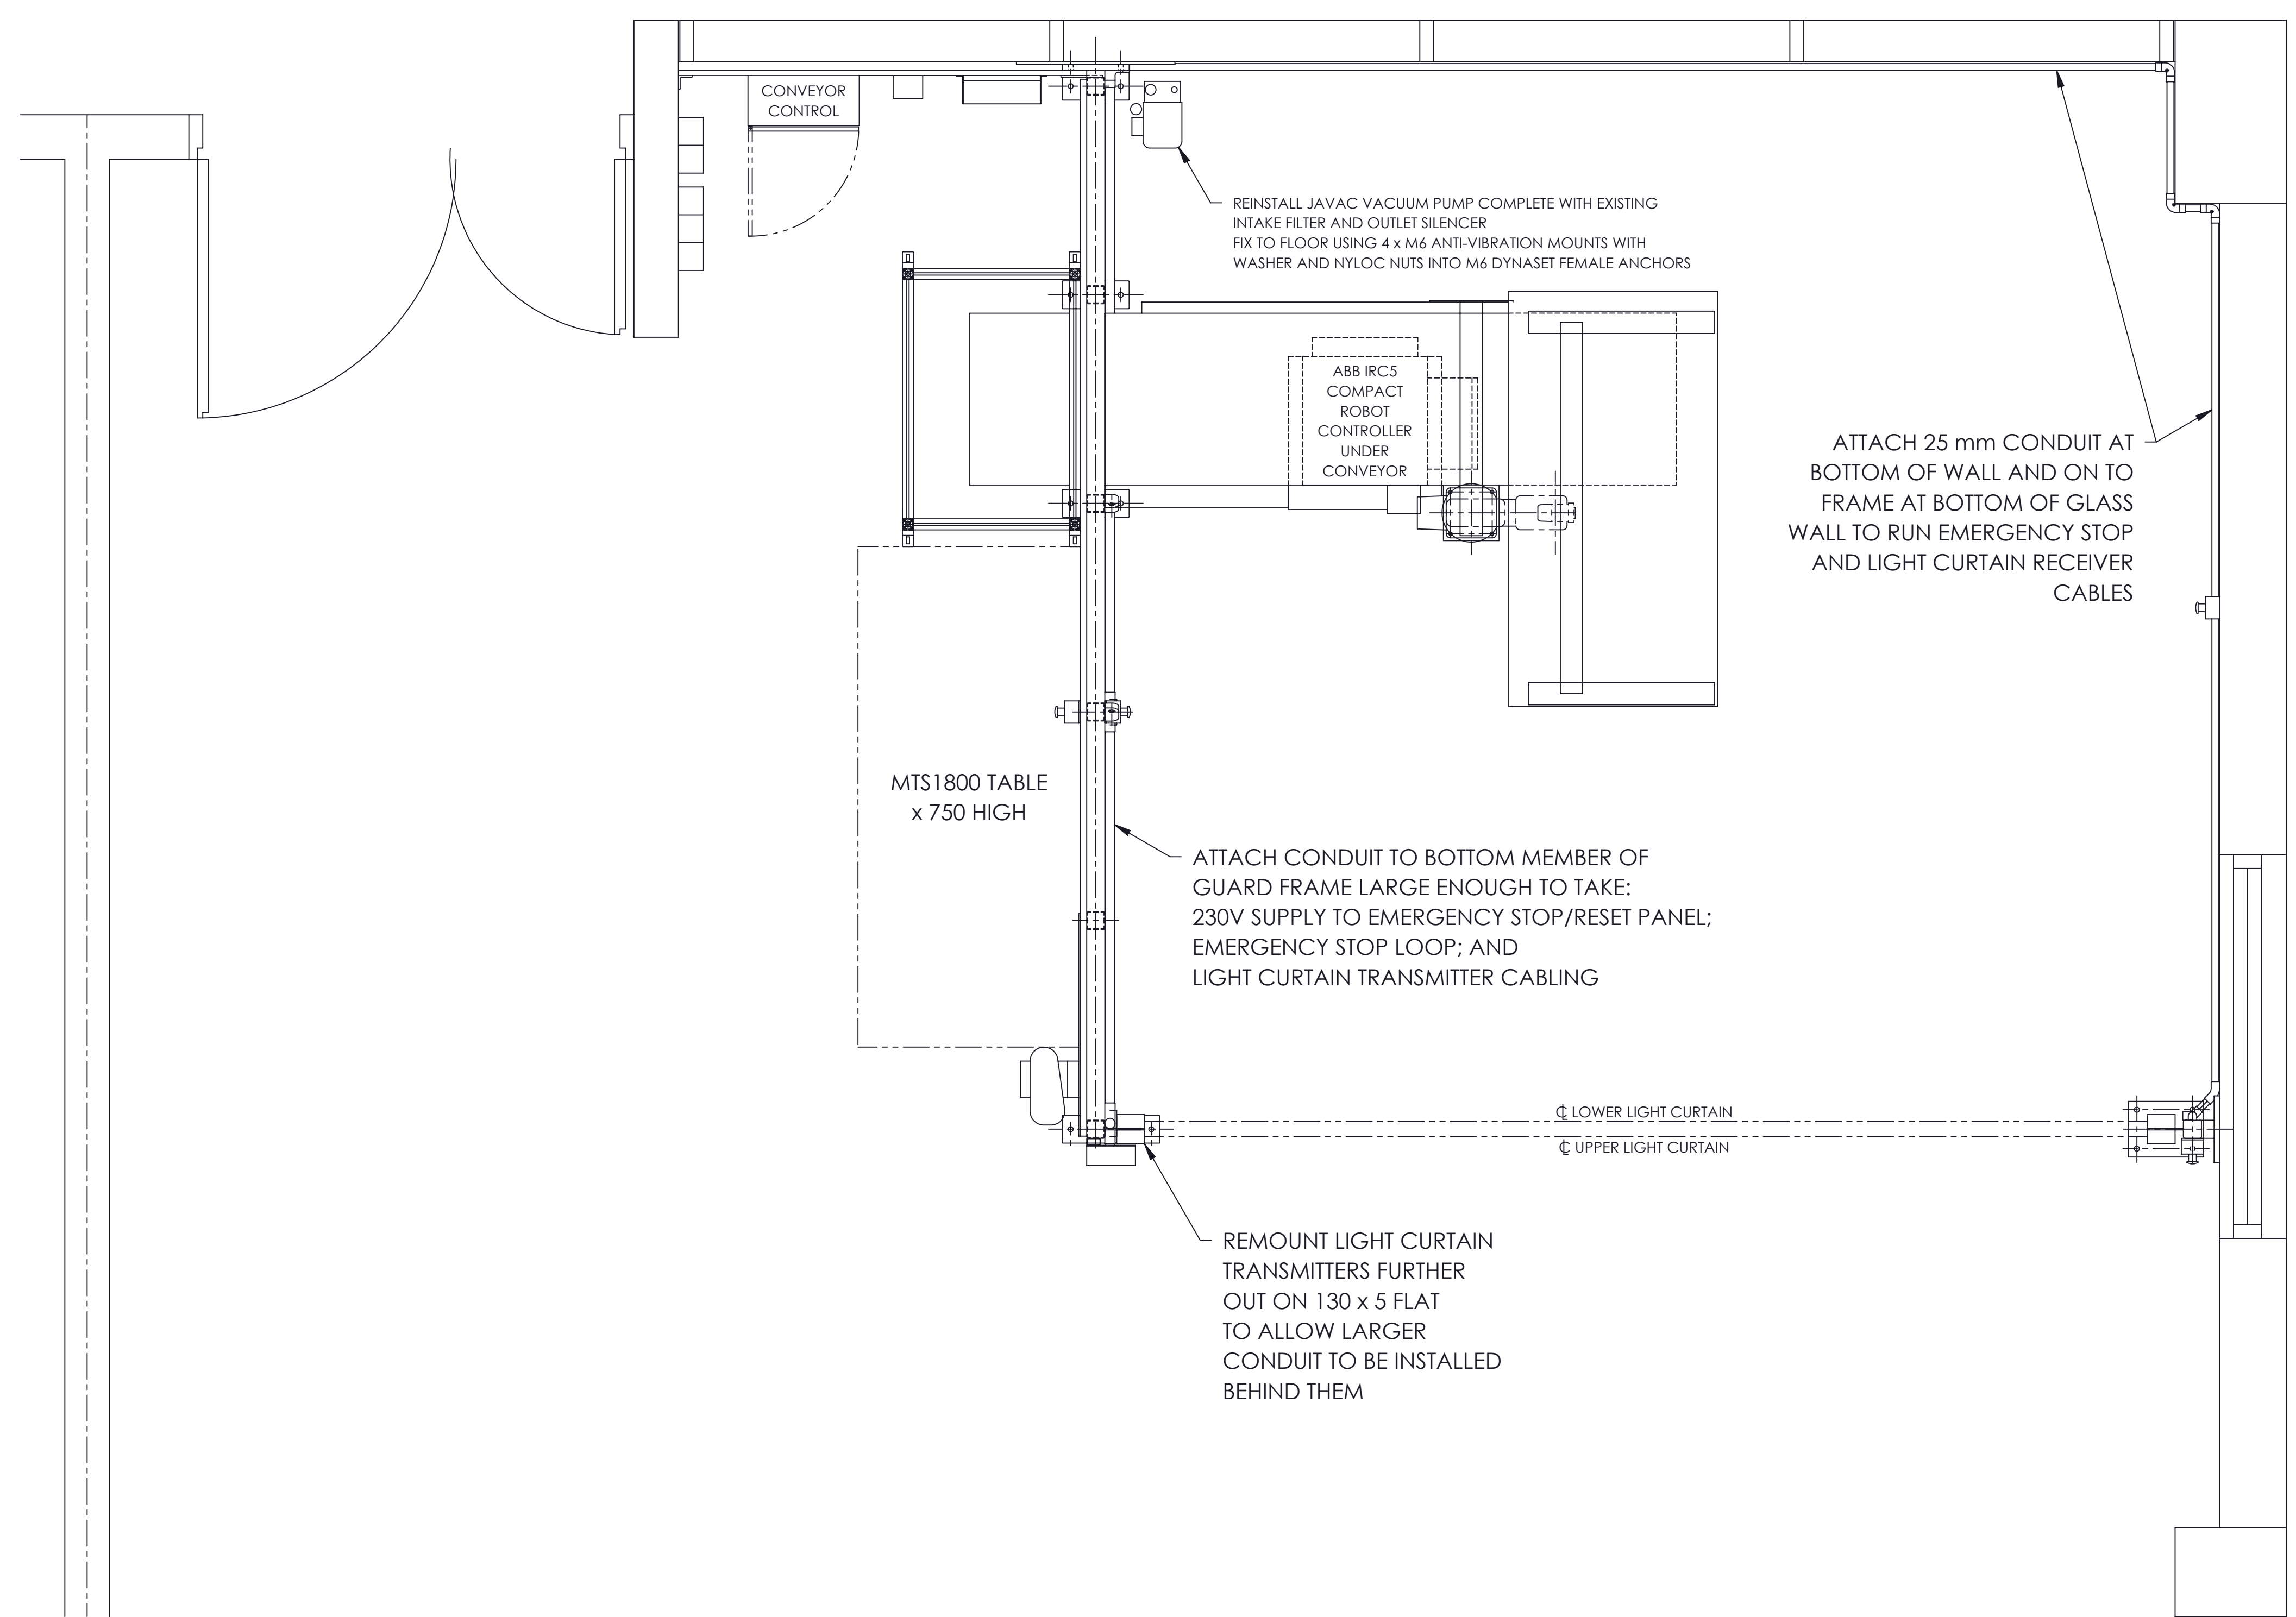 CONVEYOR
CONTROL
REINSTALL JAVAC VACUUM PUMP COMPLETE WITH EXISTING
INTAKE FILTER AND OUTLET SILENCER
FIX TO FLOOR USING 4 x M6 ANTI-VIBRATION MOUNTS WITH
WASHER AND NYLOC NUTS INTO M6 DYNASET FEMALE ANCHORS
ABB IRC5
COMPACT
ROBOT
CONTROLLER
UNDER
CONVEYOR
ATTACH 25 mm CONDUIT AT
BOTTOM OF WALL AND ON TO
FRAME AT BOTTOM OF GLASS
WALL TO RUN EMERGENCY STOP
AND LIGHT CURTAIN RECEIVER
CABLES
MTS1800 TABLE
x 750 HIGH
ATTACH CONDUIT TO BOTTOM MEMBER OF
GUARD FRAME LARGE ENOUGH TO TAKE:
230V SUPPLY TO EMERGENCY STOP/RESET PANEL;
EMERGENCY STOP LOOP; AND
LIGHT CURTAIN TRANSMITTER CABLING
℄ LOWER LIGHT CURTAIN
℄ UPPER LIGHT CURTAIN
REMOUNT LIGHT CURTAIN
TRANSMITTERS FURTHER
OUT ON 130 x 5 FLAT
TO ALLOW LARGER
CONDUIT TO BE INSTALLED
BEHIND THEM